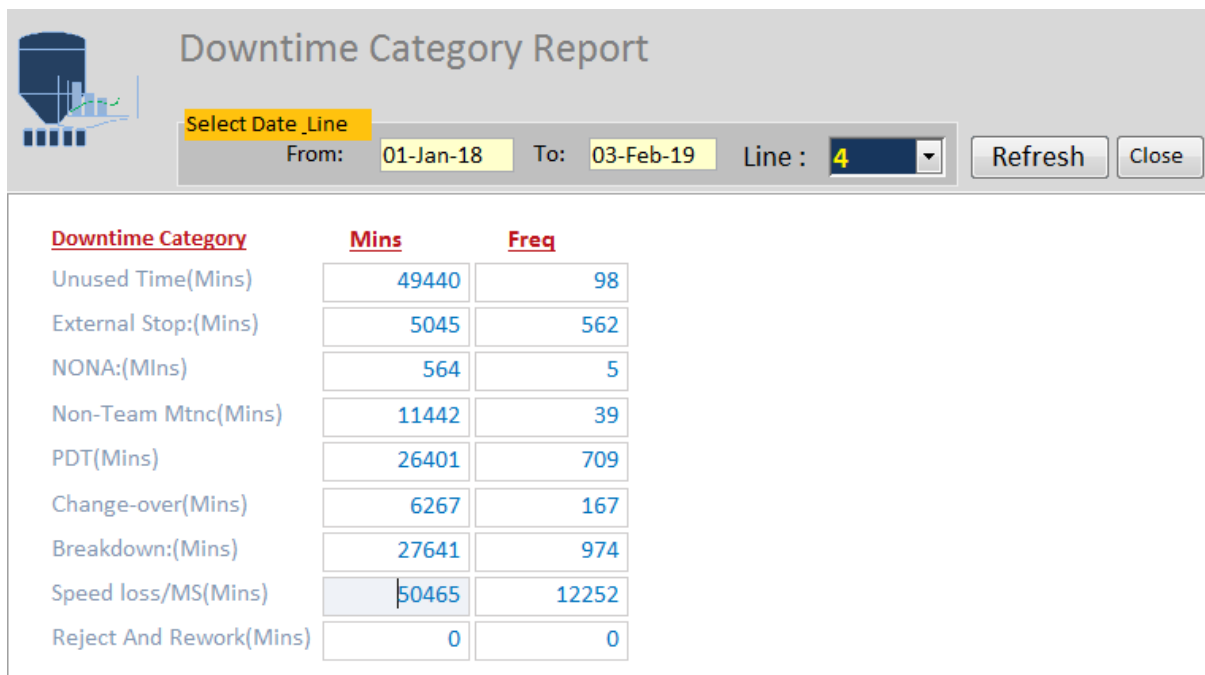 Downtime Category Report
Select Date_Line
From: 01-Jan-18 To: 03-Feb-19 Line : 4 Refresh Close
Downtime Category Mins Freq
Unused Time(Mins) 49440 98
External Stop:(Mins) 5045 562
NONA:(MIns) 564 5
Non-Team Mtnc(Mins) 11442 39
PDT(Mins) 26401 709
Change-over(Mins) 6267 167
Breakdown:(Mins) 27641 974
Speed loss/MS(Mins) 50465 12252
Reject And Rework(Mins) 0 0